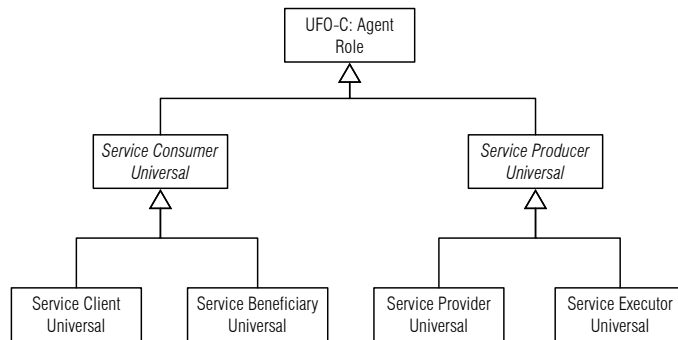 UFO-C: Agent
Role
Service Consumer
Universal
Service Producer
Universal
Service Client
Universal
Service Beneficiary
Universal
Service Provider
Universal
Service Executor
Universal